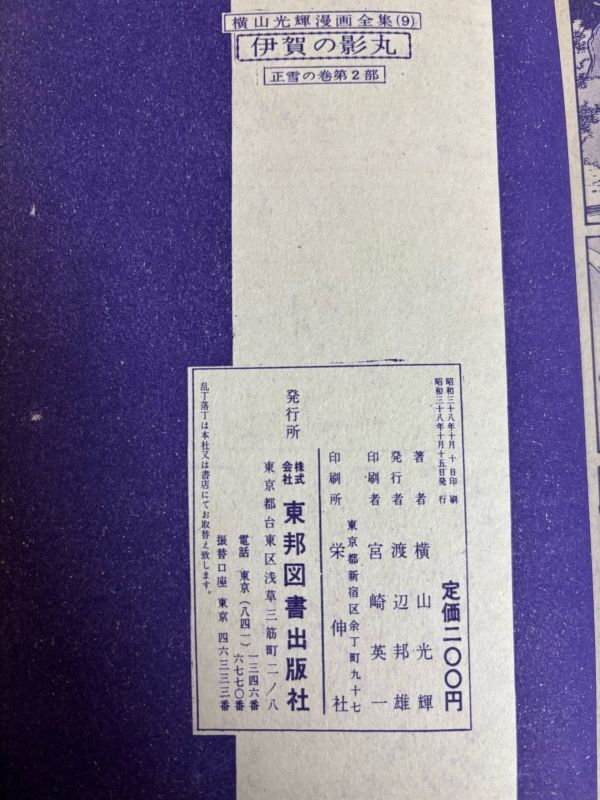 横山光輝漫画全集(9)
伊賀の影丸
正雪の巻第2部
昭和三十八年十月十日印刷
昭和三十八年十月十五日発行
定価二〇〇円
著者 横山光輝
発行者 渡辺邦雄
印刷者 宮崎英一
東京都新宿区余丁町九十七
印刷所 栄伸社
発行所 株式会社 東邦図書出版社
東京都台東区浅草三筋町二ノ八
電話 東京(八四一)一三四六番
六七七〇番
振替口座 東京 四六三三三番
乱丁落丁は本社又は書店にてお取替え致します。